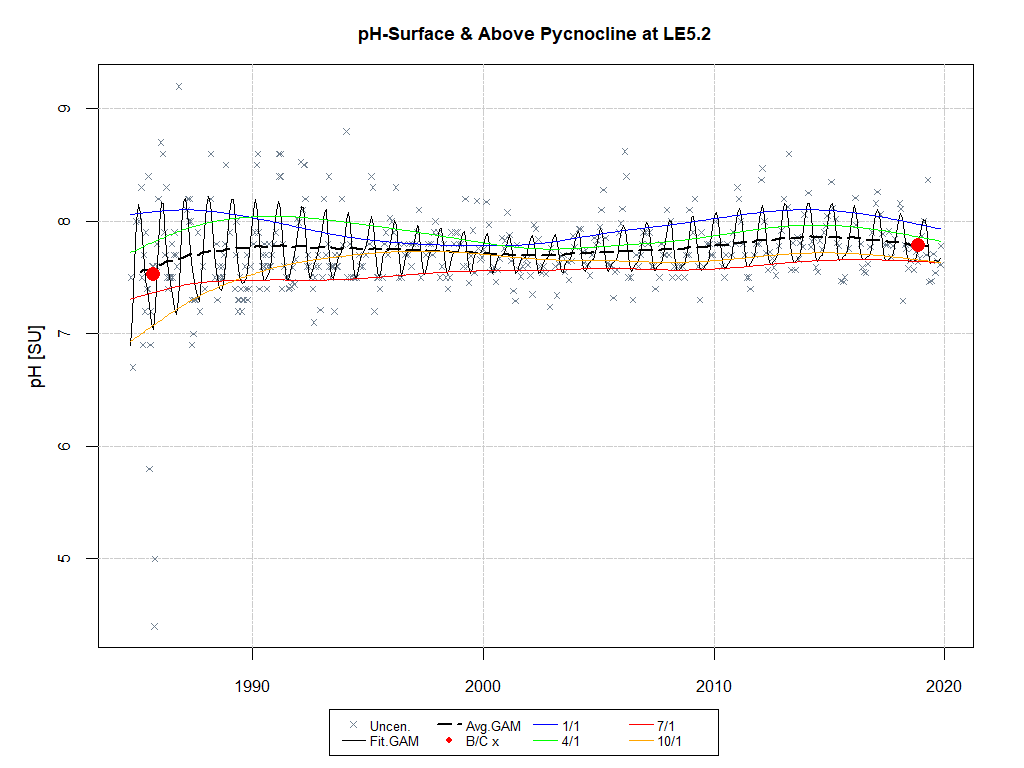 pH-Surface & Above Pycnocline at LE5.2
pH [SU]
9
8
7
6
5
1990 2000 2010 2020
Uncen. Avg.GAM 1/1 7/1
Fit.GAM B/C x 4/1 10/1